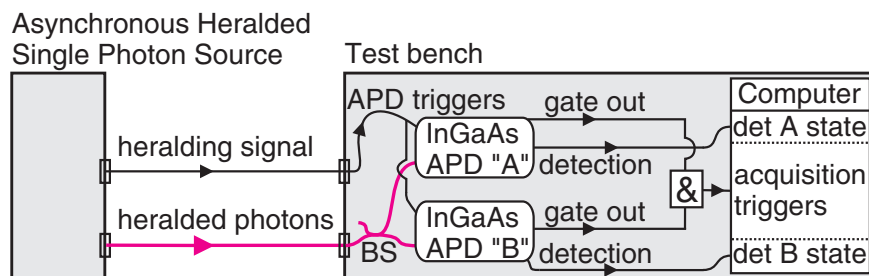 Asynchronous Heralded
Single Photon Source
Test bench
APD triggers
gate out
Computer
InGaAs
APD "A"
det A state
heralding signal
detection
&
acquisition
triggers
heralded photons
BS
InGaAs
APD "B"
gate out
detection
det B state